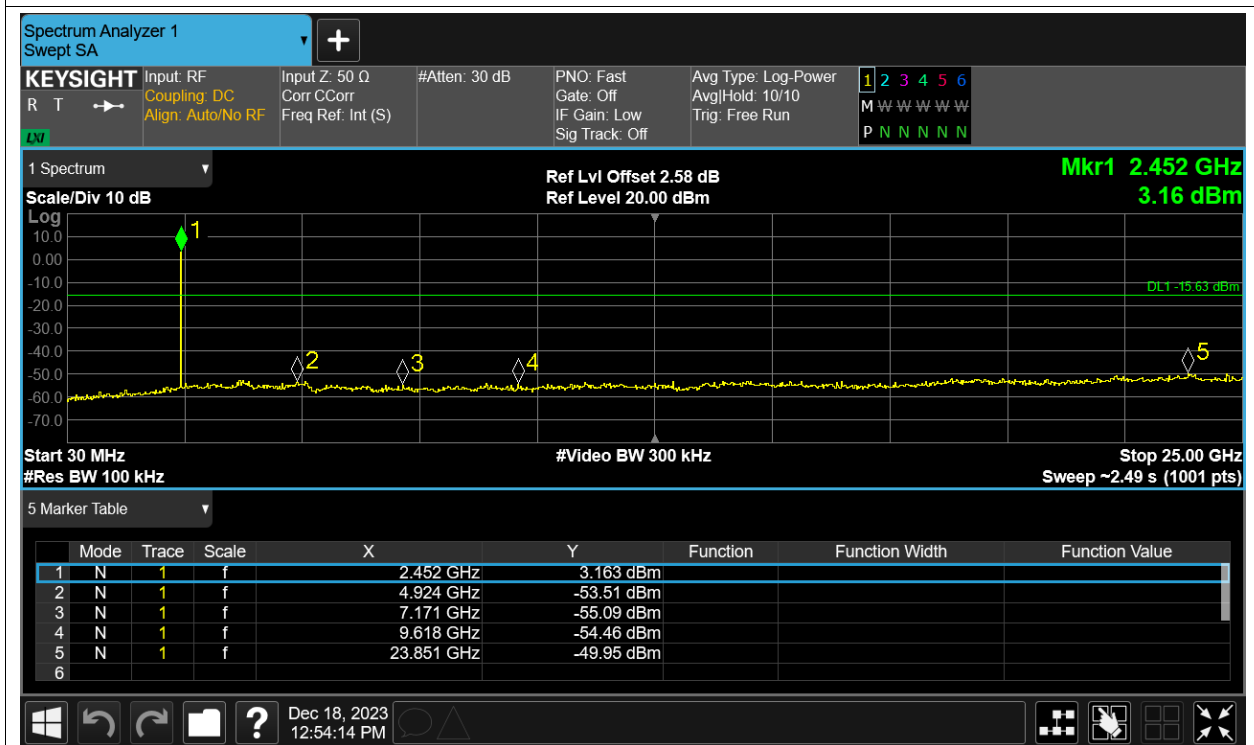 Spectrum Analyzer 1
Swept SA
KEYSIGHT Input: RF Input Z: 50 Ω #Atten: 30 dB PNO: Fast Avg Type: Log-Power 1 2 3 4 5 6
R T Coupling: DC Corr CCorr Gate: Off Avg|Hold: 10/10 M W W W W W
Align: Auto/No RF Freq Ref: Int (S) IF Gain: Low Trig: Free Run
LXI Sig Track: Off P N N N N N
1 Spectrum Ref Lvl Offset 2.58 dB Mkr1 2.452 GHz
Scale/Div 10 dB Ref Level 20.00 dBm 3.16 dBm
Log
1
10.0
0.00
-10.0
DL1 -15.63 dBm
-20.0
-30.0
-40.0
2 3 4 5
-50.0
-60.0
-70.0
Start 30 MHz #Video BW 300 kHz Stop 25.00 GHz
#Res BW 100 kHz Sweep ~2.49 s (1001 pts)
5 Marker Table
Mode Trace Scale X Y Function Function Width Function Value
1 N 1 f 2.452 GHz 3.163 dBm
2 N 1 f 4.924 GHz -53.51 dBm
3 N 1 f 7.171 GHz -55.09 dBm
4 N 1 f 9.618 GHz -54.46 dBm
5 N 1 f 23.851 GHz -49.95 dBm
6
? Dec 18, 2023
12:54:14 PM